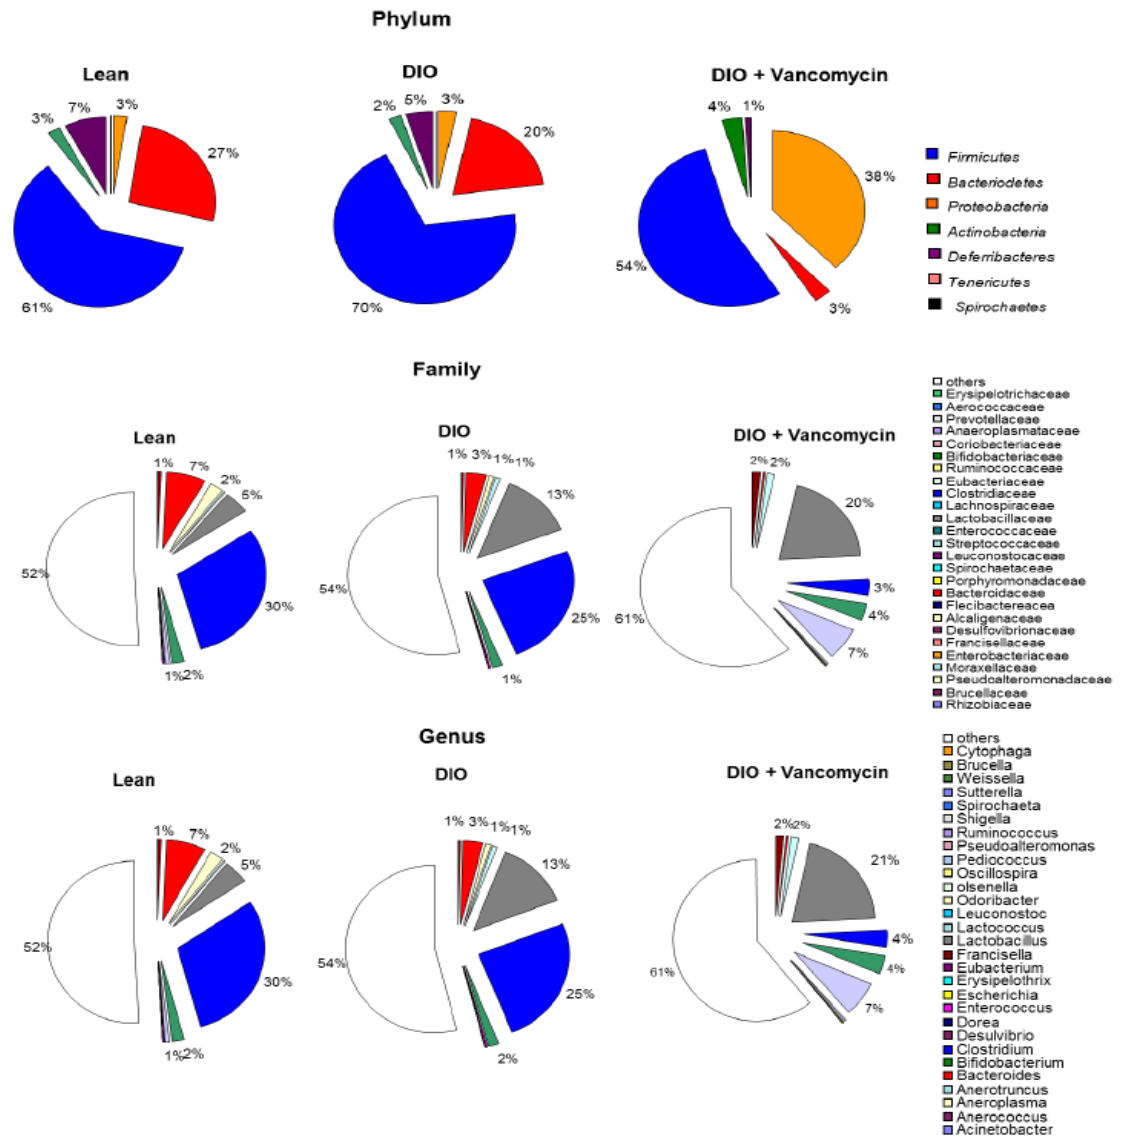 Phylum
Lean
DIO
DIO + Vancomycin
3%
7%
3%
27%
61%
2%
5%
3%
20%
70%
4%
1%
38%
54%
3%
Firmicutes
Bacteriodetes
Proteobacteria
Actinobacteria
Deferribacteres
Tenericutes
Spirochaetes
Family
Lean
DIO
DIO + Vancomycin
1%
7%
2%
5%
52%
30%
1%
2%
1%
3%
1%
1%
13%
54%
25%
1%
2%
2%
20%
61%
3%
4%
7%
others
Erysipelotrichaceae
Aerococcaceae
Prevotellaceae
Anaeroplasmataceae
Coriobacteriaceae
Bifidobacteriaceae
Ruminococcaceae
Eubacteriaceae
Clostridiaceae
Lachnospiraceae
Lactobacillaceae
Enterococcaceae
Streptococcaceae
Leuconostocaceae
Spirochaetaceae
Porphyromonadaceae
Bacteroidaceae
Flecibactereacea
Alcaligenaceae
Desulfovibrionaceae
Francisellaceae
Enterobacteriaceae
Moraxellaceae
Pseudoalteromonadaceae
Brucellaceae
Rhizobiaceae
Genus
Lean
DIO
DIO + Vancomycin
1%
7%
2%
5%
52%
30%
1%
2%
1%
3%
1%
1%
13%
54%
25%
2%
2%
2%
21%
61%
4%
4%
7%
others
Cytophaga
Brucella
Weissella
Sutterella
Spirochaeta
Shigella
Ruminococcus
Pseudoalteromonas
Pediococcus
Oscillospira
olsenella
Odoribacter
Leuconostoc
Lactococcus
Lactobacillus
Francisella
Eubacterium
Erysipelothrix
Escherichia
Enterococcus
Dorea
Desulvibrio
Clostridium
Bifidobacterium
Bacteroides
Anerotruncus
Aneroplasma
Anerococcus
Acinetobacter